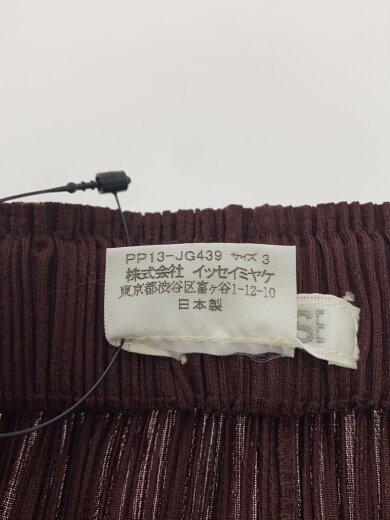 PP13-JG439 サイズ 3
株式会社 イッセイミヤケ
東京都渋谷区富ヶ谷1-12-10
日本製
SE